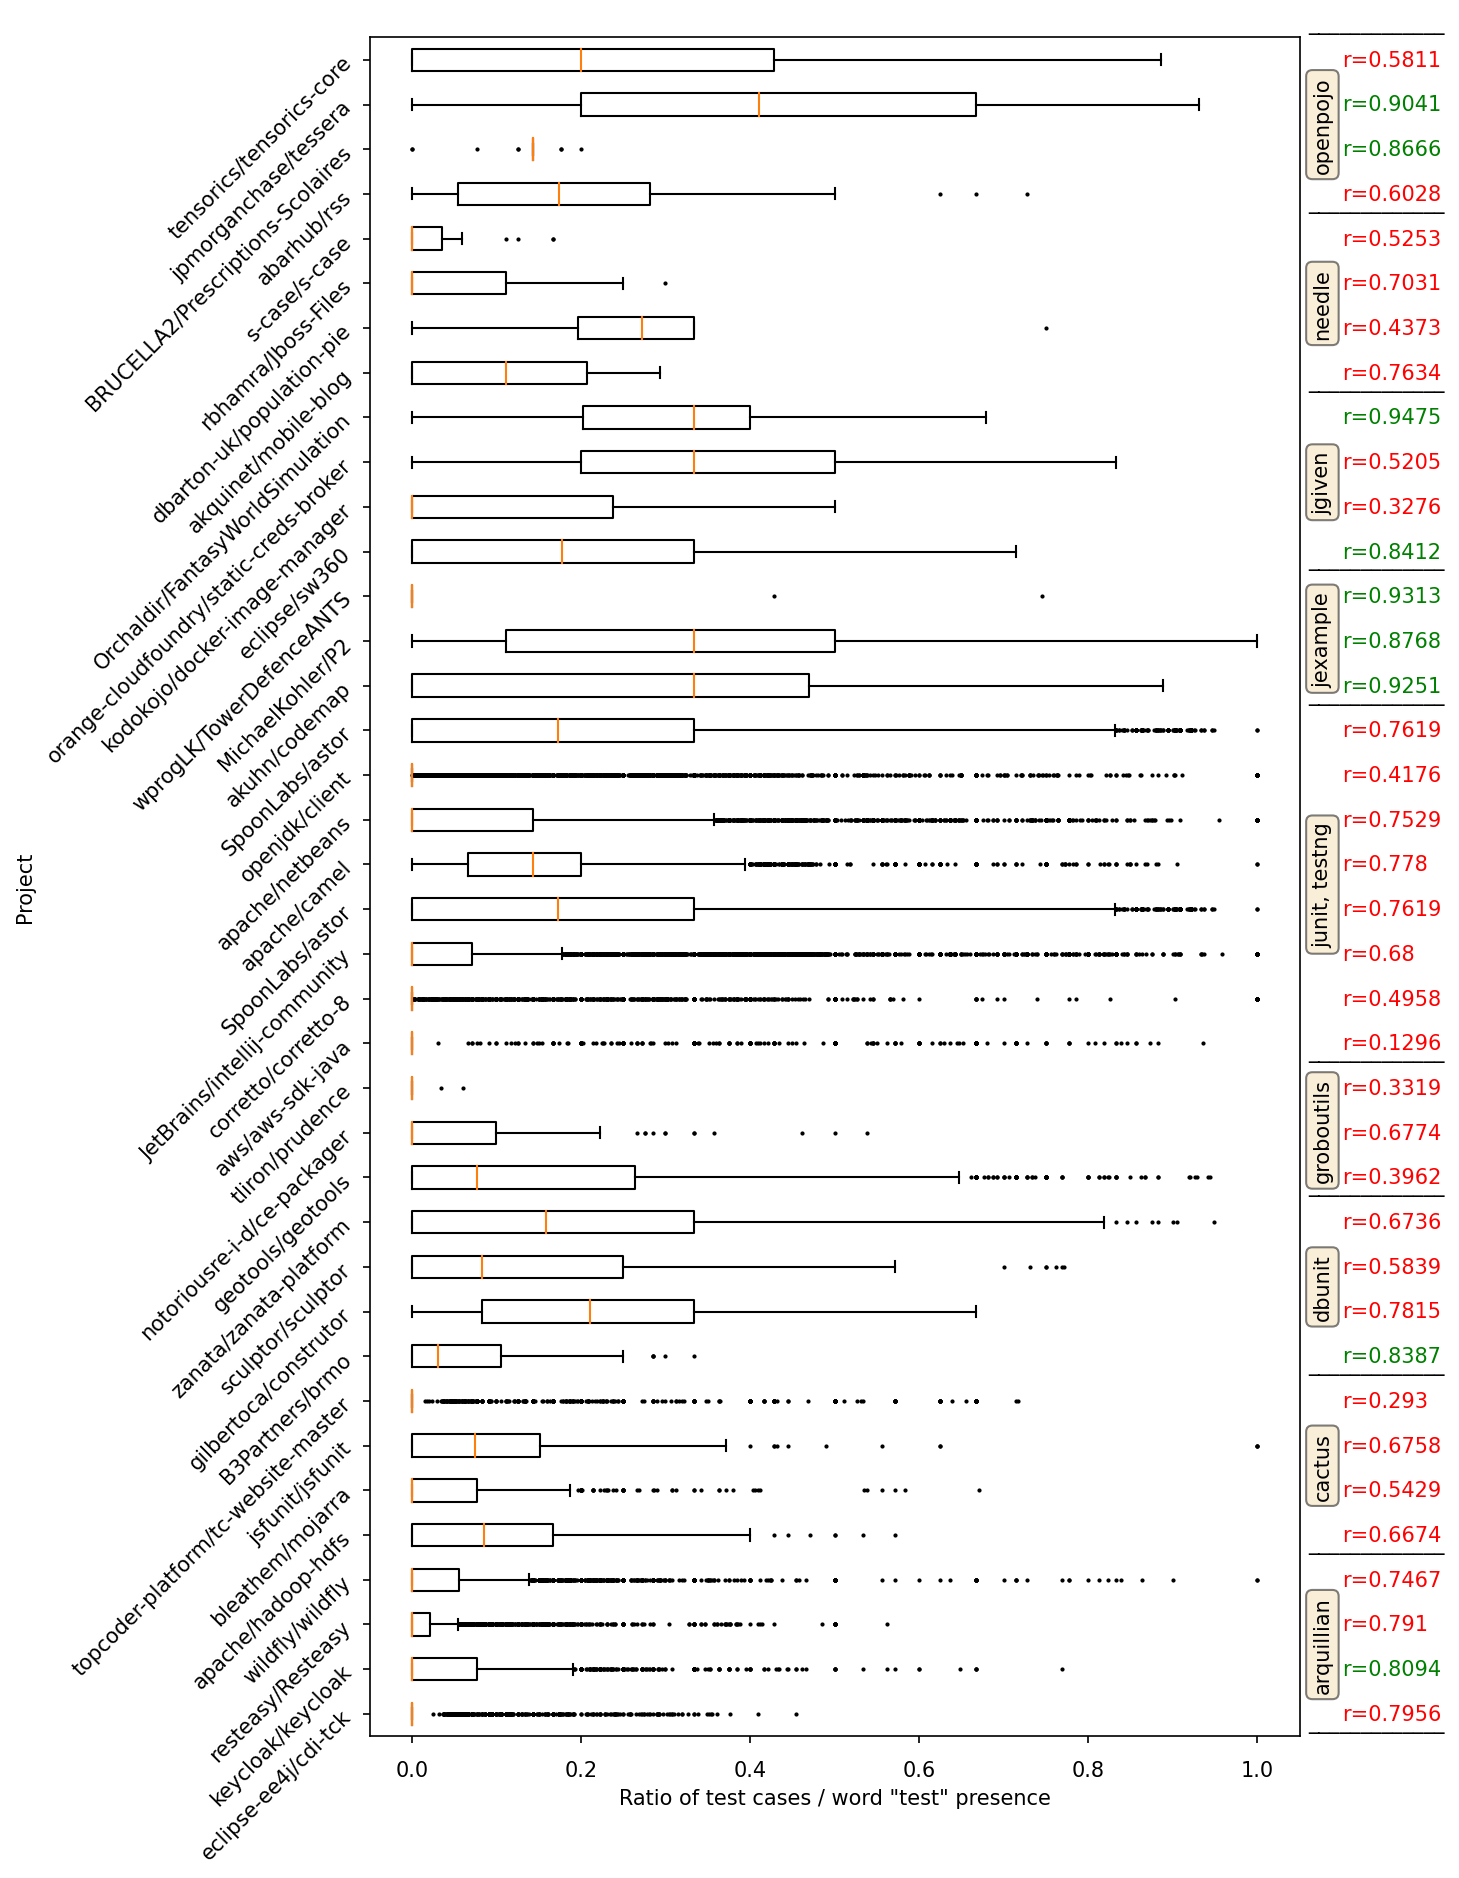 tensorics/tensorics-core
jpmorganchase/tessera
BRUCELLA2/Prescriptions-Scolaires
abarhub/rss
s-case/s-case
rbhamra/Jboss-Files
dbarton-uk/population-pie
akquinet/mobile-blog
Orchaldir/FantasyWorldSimulation
orange-cloudfoundry/static-creds-broker
kodokojo/docker-image-manager
eclipse/sw360
wprogLK/TowerDefenceANTS
MichaelKohler/P2
akuhn/codemap
SpoonLabs/astor
openjdk/client
apache/netbeans
apache/camel
SpoonLabs/astor
JetBrains/intellij-community
corretto/corretto-8
aws/aws-sdk-java
tliron/prudence
notoriousre-i-d/ce-packager
geotools/geotools
zanata/zanata-platform
sculptor/sculptor
gilbertoca/construtor
B3Partners/brmo
topcoder-platform/tc-website-master
jsfunit/jsfunit
bleathem/mojarra
apache/hadoop-hdfs
wildfly/wildfly
resteasy/Resteasy
keycloak/keycloak
eclipse-ee4j/cdi-tck
Project
0.0 0.2 0.4 0.6 0.8 1.0
Ratio of test cases / word "test" presence
openpojo
r=0.5811
r=0.9041
r=0.8666
r=0.6028
needle
r=0.5253
r=0.7031
r=0.4373
r=0.7634
jgiven
r=0.9475
r=0.5205
r=0.3276
r=0.8412
jexample
r=0.9313
r=0.8768
r=0.9251
junit, testng
r=0.7619
r=0.4176
r=0.7529
r=0.778
r=0.7619
r=0.68
r=0.4958
r=0.1296
groboutils
r=0.3319
r=0.6774
r=0.3962
dbunit
r=0.6736
r=0.5839
r=0.7815
r=0.8387
cactus
r=0.293
r=0.6758
r=0.5429
r=0.6674
arquillian
r=0.7467
r=0.791
r=0.8094
r=0.7956